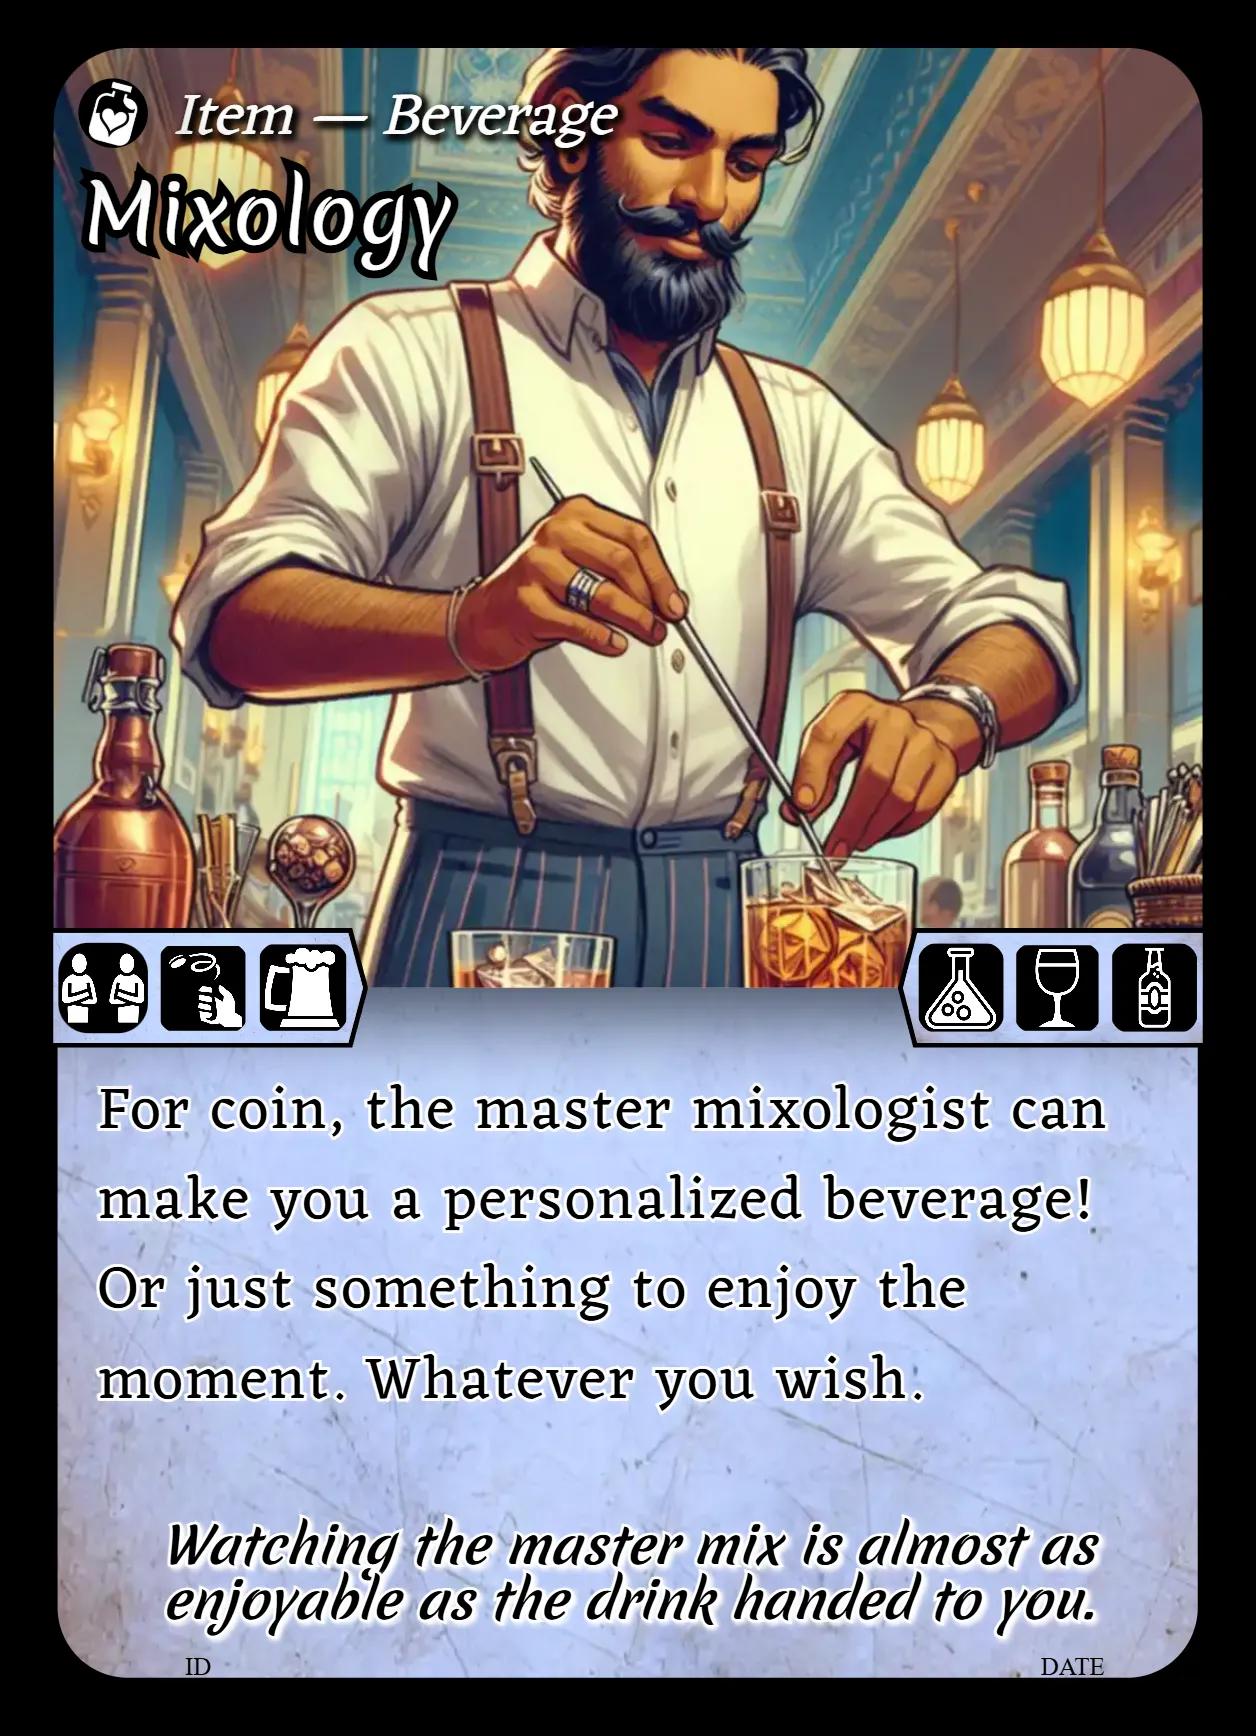 Item — Beverage
Mixology
For coin, the master mixologist can
make you a personalized beverage!
Or just something to enjoy the
moment. Whatever you wish.
Watching the master mix is almost as
enjoyable as the drink handed to you.
ID
DATE